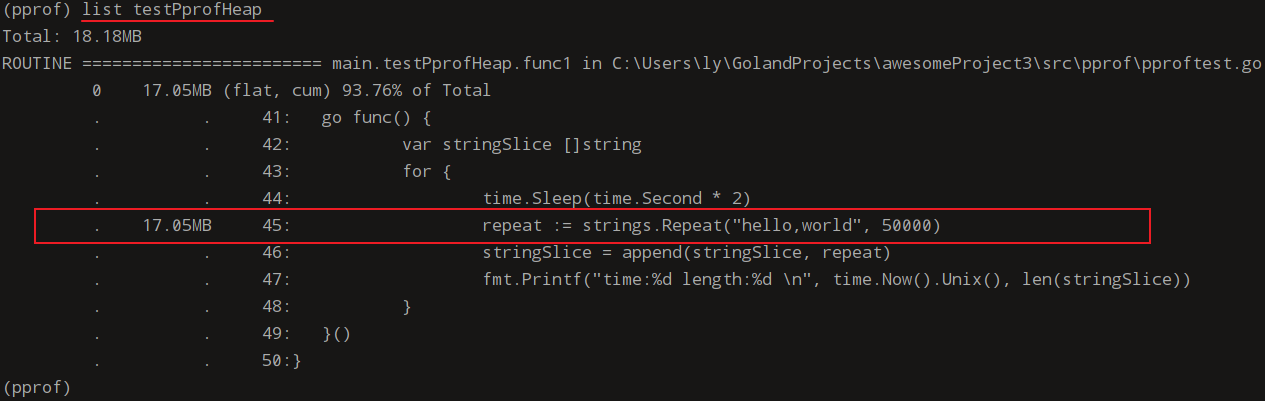 (pprof) list testPprofHeap
Total: 18.18MB
ROUTINE ======================== main.testPprofHeap.func1 in C:\Users\ly\GolandProjects\awesomeProject3\src\pprof\pproftest.go
         0    17.05MB (flat, cum) 93.76% of Total
         .          .     41:   go func() {
         .          .     42:           var stringSlice []string
         .          .     43:           for {
         .          .     44:                   time.Sleep(time.Second * 2)
         .    17.05MB     45:                   repeat := strings.Repeat("hello,world", 50000)
         .          .     46:                   stringSlice = append(stringSlice, repeat)
         .          .     47:                   fmt.Printf("time:%d length:%d \n", time.Now().Unix(), len(stringSlice))
         .          .     48:           }
         .          .     49:   }()
         .          .     50:}
(pprof)